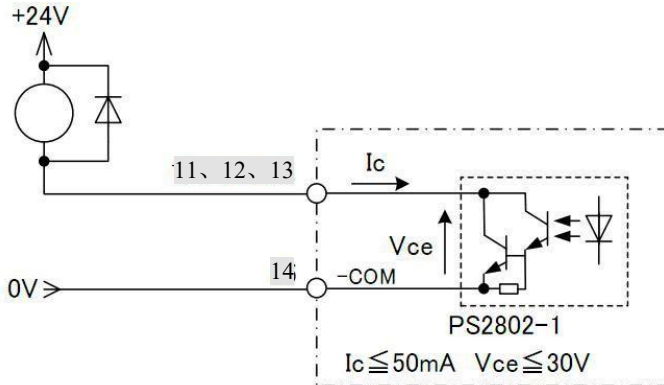 +24V
11、12、13
Ic
Vce
14
-COM
0V
PS2802-1
Ic≦50mA Vce≦30V